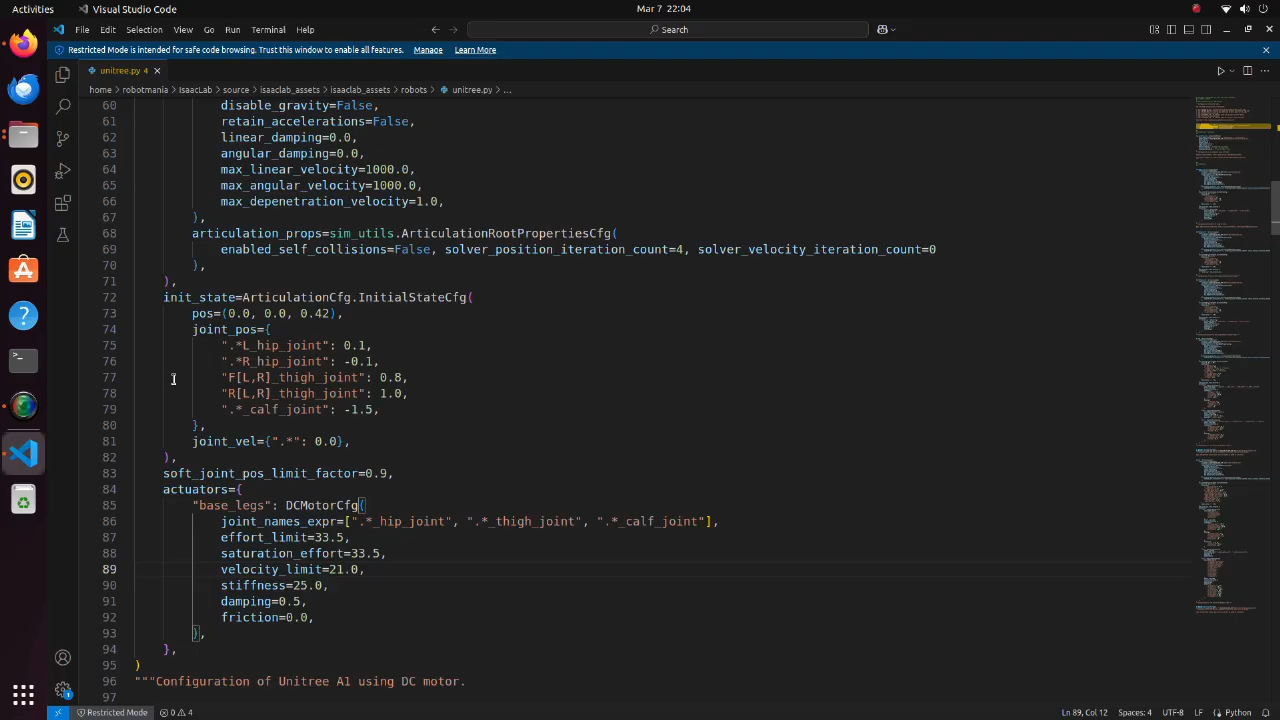 Activities
Visual Studio Code
Mar 7 22:04
File Edit Selection View Go Run Terminal Help
Search
Restricted Mode is intended for safe code browsing. Trust this window to enable all features. Manage Learn More
unitree.py 4
home > robotmania > IsaacLab > source > isaaclab_assets > isaaclab_assets > robots > unitree.py > ...
60 disable_gravity=False,
61 retain_accelerations=False,
62 linear_damping=0.0,
63 angular_damping=0.0,
64 max_linear_velocity=1000.0,
65 max_angular_velocity=1000.0,
66 max_depenetration_velocity=1.0,
67 ),
68 articulation_props=sim_utils.ArticulationRootPropertiesCfg(
69 enabled_self_collisions=False, solver_position_iteration_count=4, solver_velocity_iteration_count=0
70 ),
71 ),
72 init_state=ArticulationCfg.InitialStateCfg(
73 pos=(0.0, 0.0, 0.42),
74 joint_pos={
75 ".*L_hip_joint": 0.1,
76 ".*R_hip_joint": -0.1,
77 "F[L,R]_thigh_joint": 0.8,
78 "R[L,R]_thigh_joint": 1.0,
79 ".*_calf_joint": -1.5,
80 },
81 joint_vel={".*": 0.0},
82 ),
83 soft_joint_pos_limit_factor=0.9,
84 actuators={
85 "base_legs": DCMotorCfg(
86 joint_names_expr=[".*_hip_joint", ".*_thigh_joint", ".*_calf_joint"],
87 effort_limit=33.5,
88 saturation_effort=33.5,
89 velocity_limit=21.0,
90 stiffness=25.0,
91 damping=0.5,
92 friction=0.0,
93 ),
94 },
95 )
96 """Configuration of Unitree A1 using DC motor.
97
1
Restricted Mode 0 4
Ln 89, Col 12 Spaces: 4 UTF-8 LF Python